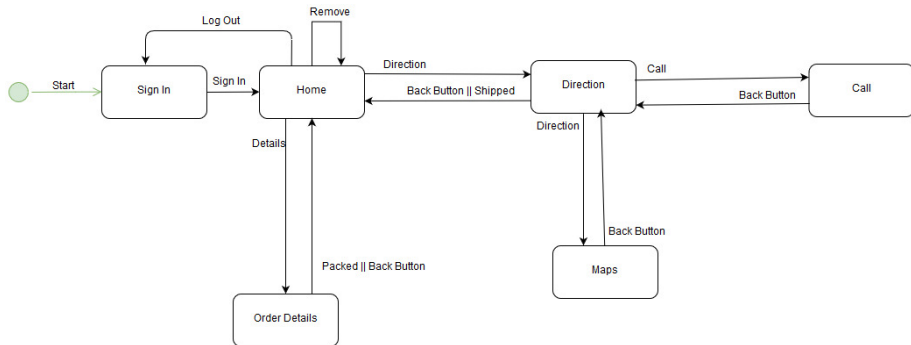 Remove
Log Out
Start
Sign In
Sign In
Home
Direction
Back Button || Shipped
Direction
Call
Back Button
Call
Direction
Details
Back Button
Packed || Back Button
Maps
Order Details